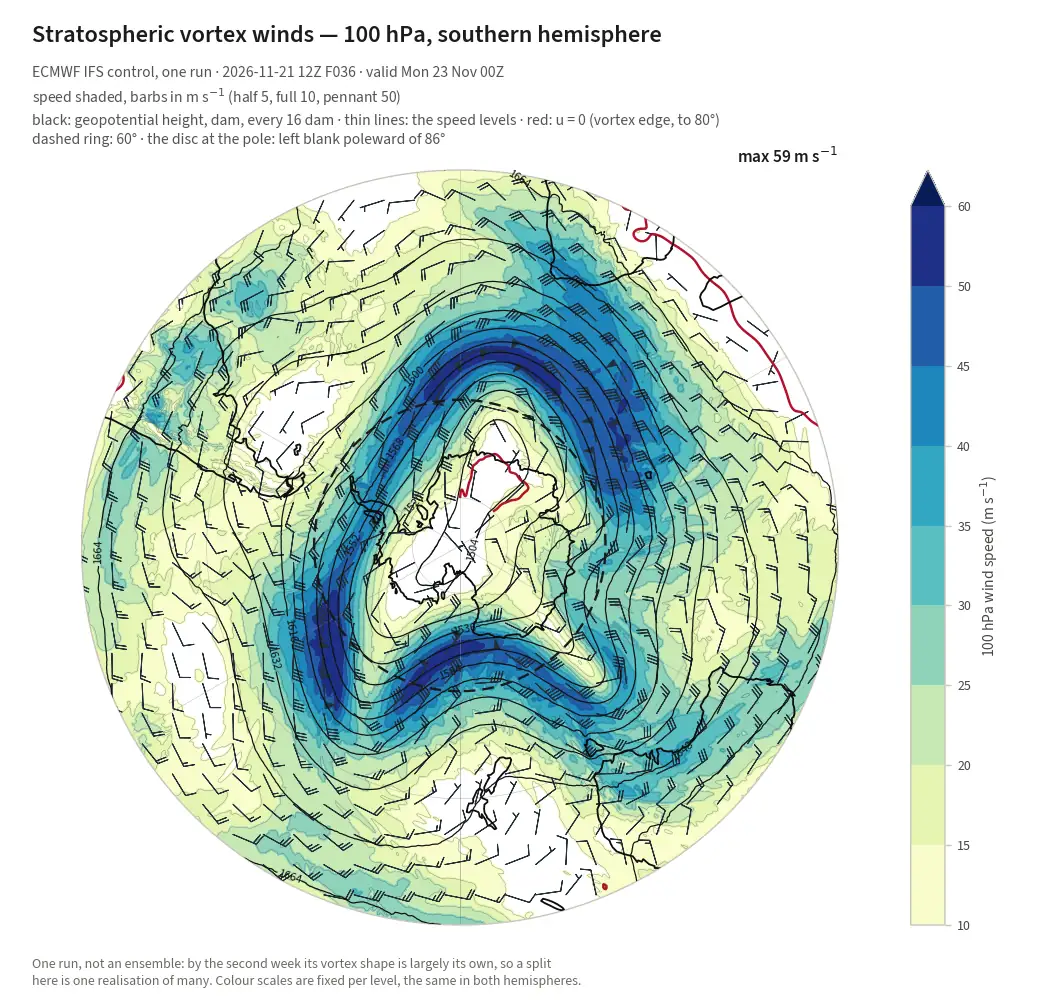 Stratospheric vortex winds — 100 hPa, southern hemisphere
ECMWF IFS control, one run · 2026-11-21 12Z F036 · valid Mon 23 Nov 00Z
speed shaded, barbs in m s⁻¹ (half 5, full 10, pennant 50)
black: geopotential height, dam, every 16 dam · thin lines: the speed levels · red: u = 0 (vortex edge, to 80°)
dashed ring: 60° · the disc at the pole: left blank poleward of 86°
max 59 m s⁻¹
1664
60
50
45
40
35
30
25
20
15
10
100 hPa wind speed (m s⁻¹)
1568
1552
1504
1664
1616
1632
1664
One run, not an ensemble: by the second week its vortex shape is largely its own, so a split
here is one realisation of many. Colour scales are fixed per level, the same in both hemispheres.